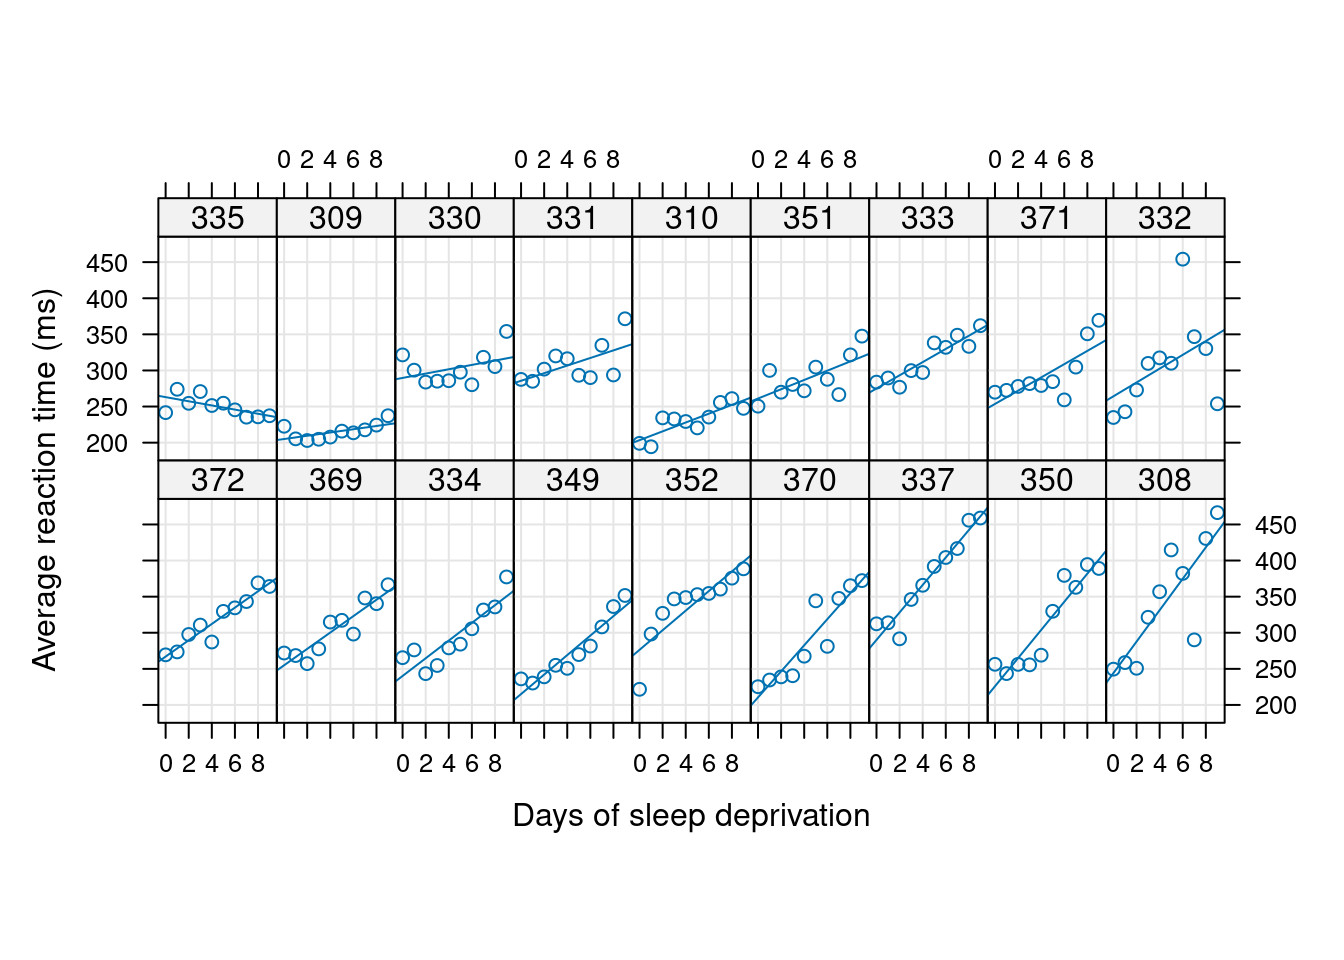 0 2 4 6 8 0 2 4 6 8 0 2 4 6 8 0 2 4 6 8
335 309 330 331 310 351 333 371 332
450
400
350
300
250
200
Average reaction time (ms)
372 369 334 349 352 370 337 350 308
450
400
350
300
250
200
0 2 4 6 8 0 2 4 6 8 0 2 4 6 8 0 2 4 6 8 0 2 4 6 8
Days of sleep deprivation